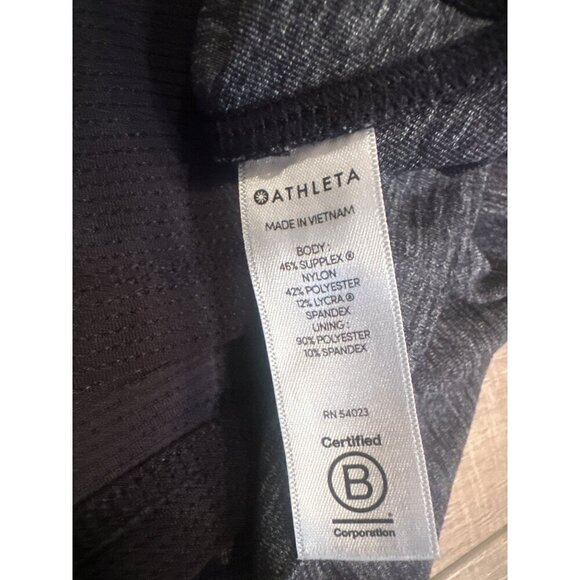 ATHLETA
MADE IN VIETNAM
BODY :
46% SUPPLEX ®
NYLON
42% POLYESTER
12% LYCRA ®
SPANDEX
LINING :
90% POLYESTER
10% SPANDEX
RN 54023
Certified
B
Corporation